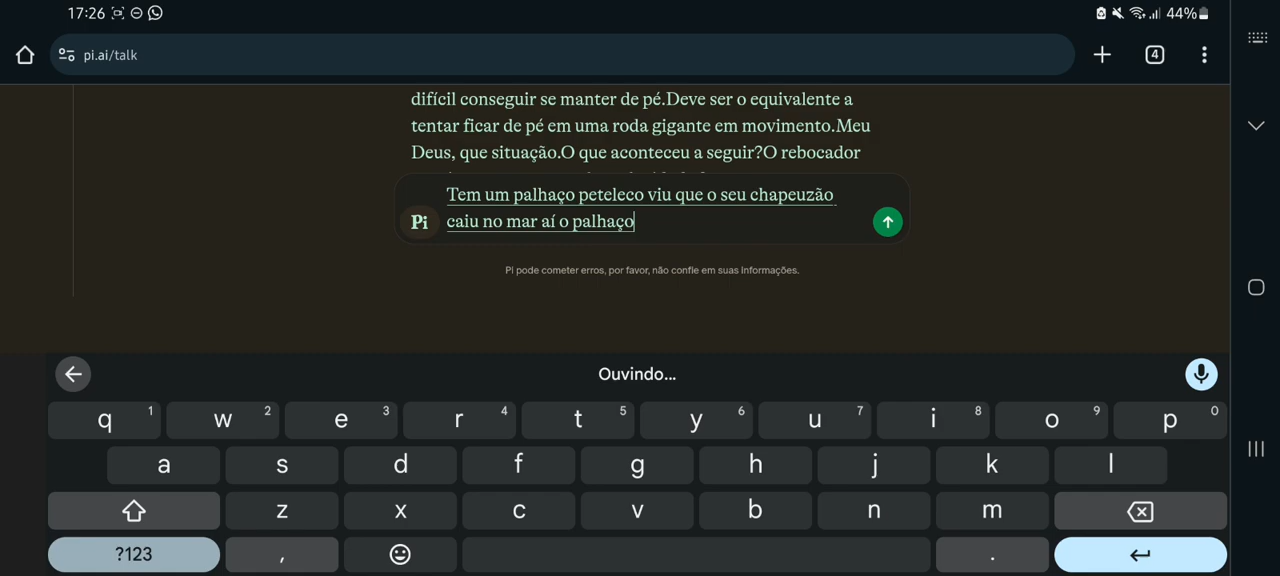 17:26
44%
pi.ai/talk
4
difícil conseguir se manter de pé.Deve ser o equivalente a
tentar ficar de pé em uma roda gigante em movimento.Meu
Deus, que situação.O que aconteceu a seguir?O rebocador
Tem um palhaço peteleco viu que o seu chapeuzão
Pi caiu no mar aí o palhaço
Pi pode cometer erros, por favor, não confie em suas informações.
Ouvindo...
q 1 w 2 e 3 r 4 t 5 y 6 u 7 i 8 o 9 p 0
a s d f g h j k l
z x c v b n m
?123 , .